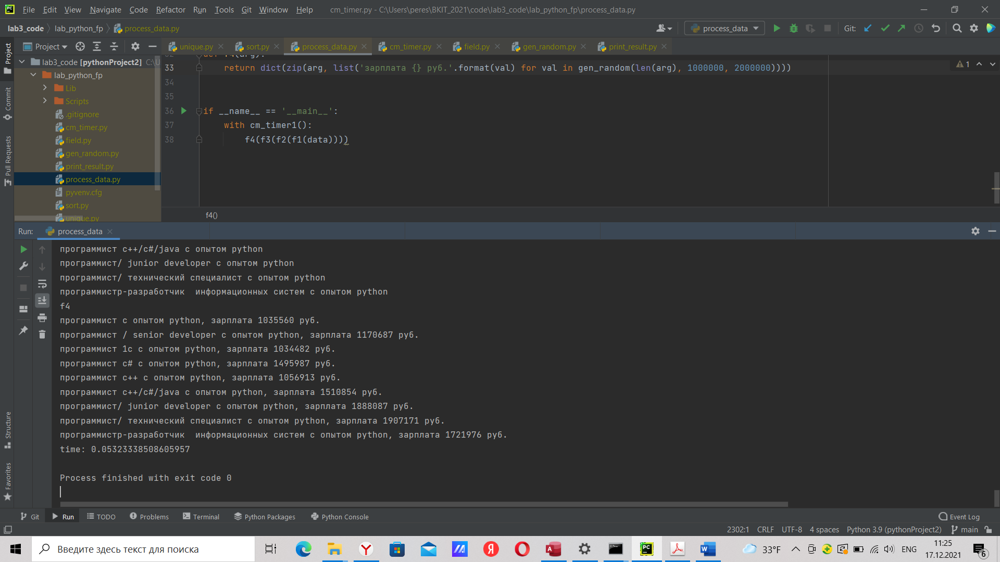 File Edit View Navigate Code Refactor Run Tools Git Window Help cm_timer.py - C:\Users\peres\BKIT_2021\code\lab3_code\lab_python_fp\process_data.py
lab3_code lab_python_fp process_data.py process_data Git:
Project unique.py sort.py process_data.py cm_timer.py field.py gen_random.py print_result.py
Project
Commit
Pull Requests
Structure
Favorites
lab3_code [pythonProject2] C:\U
lab_python_fp
Lib
Scripts
.gitignore
cm_timer.py
field.py
gen_random.py
print_result.py
process_data.py
pyvenv.cfg
sort.py
unique.py
32 def f4(arg):
33 return dict(zip(arg, list('зарплата {} руб.'.format(val) for val in gen_random(len(arg), 1000000, 2000000))))
34
35
36 if __name__ == '__main__':
37 with cm_timer1():
38 f4(f3(f2(f1(data))))
1
f4()
Run: process_data
программист c++/c#/java с опытом python
программист/ junior developer с опытом python
программист/ технический специалист с опытом python
программистр-разработчик  информационных систем с опытом python
f4
программист с опытом python, зарплата 1035560 руб.
программист / senior developer с опытом python, зарплата 1170687 руб.
программист 1с с опытом python, зарплата 1034482 руб.
программист c# с опытом python, зарплата 1495987 руб.
программист c++ с опытом python, зарплата 1056913 руб.
программист c++/c#/java с опытом python, зарплата 1510854 руб.
программист/ junior developer с опытом python, зарплата 1888087 руб.
программист/ технический специалист с опытом python, зарплата 1907171 руб.
программистр-разработчик  информационных систем с опытом python, зарплата 1721976 руб.
time: 0.05323338508605957
Process finished with exit code 0
Git Run TODO Problems Terminal Python Packages Python Console Event Log
2302:1 CRLF UTF-8 4 spaces Python 3.9 (pythonProject2) main
Введите здесь текст для поиска 33°F ENG 11:25
17.12.2021 6